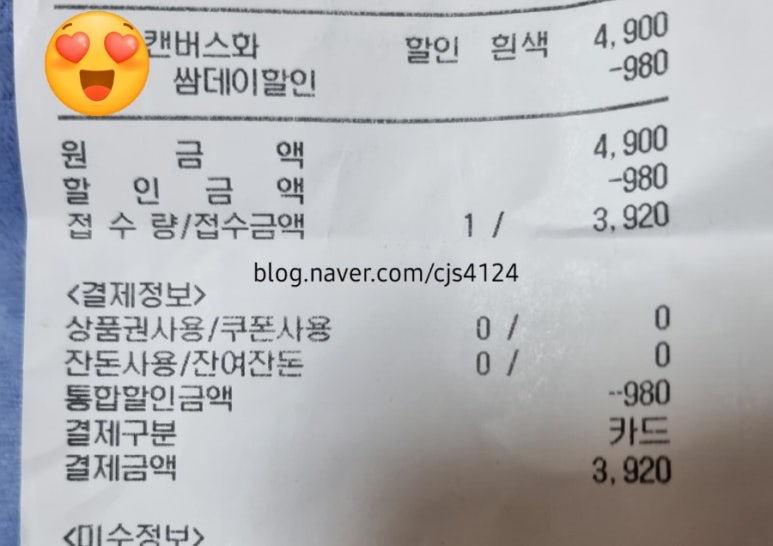 캔버스화 할인 흰색 4,900
쌈데이할인 -980
원 금 액 4,900
할 인 금 액 -980
접 수 량/접수금액 1 / 3,920
blog.naver.com/cjs4124
<결제정보>
상품권사용/쿠폰사용 0 / 0
잔돈사용/잔여잔돈 0 / 0
통합할인금액 --980
결제구분 카드
결제금액 3,920
<미수정보>